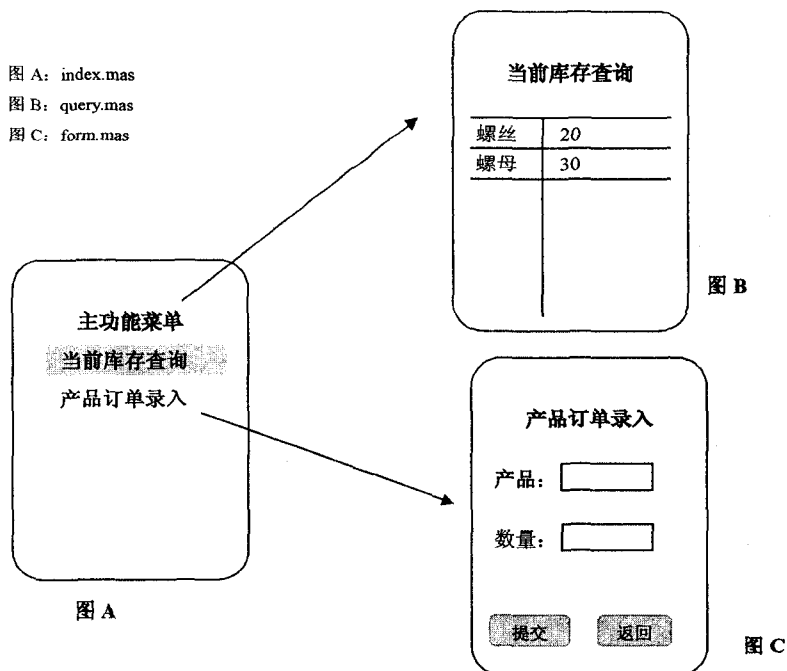 图 A：index.mas
图 B：query.mas
图 C：form.mas
当前库存查询
螺丝 20
螺母 30
图 B
主功能菜单
当前库存查询
产品订单录入
图 A
产品订单录入
产品：
数量：
提交 返回
图 C